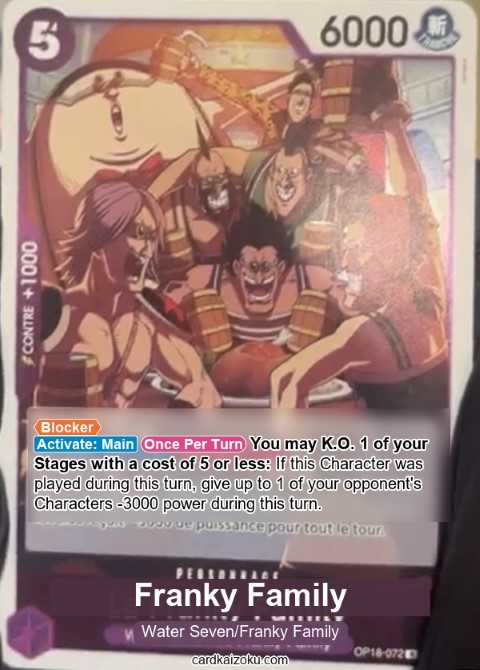 5
6000
斬
TRANCHE
CONTRE +1000
Blocker
Activate: Main Once Per Turn You may K.O. 1 of your
Stages with a cost of 5 or less: If this Character was
played during this turn, give up to 1 of your opponent's
Characters -3000 power during this turn.
-3000 de puissance pour tout le tour.
PERSONNAGE
Franky Family
Water Seven/Franky Family
OP18-072
cardkaizoku.com